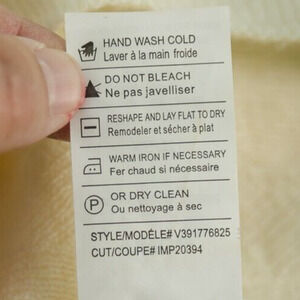 HAND WASH COLD
Laver à la main froide
DO NOT BLEACH
Ne pas javelliser
RESHAPE AND LAY FLAT TO DRY
Remodeler et sécher à plat
WARM IRON IF NECESSARY
Fer chaud si nécessaire
P
OR DRY CLEAN
Ou nettoyage à sec
STYLE/MODÈLE# V391776825
CUT/COUPE# IMP20394